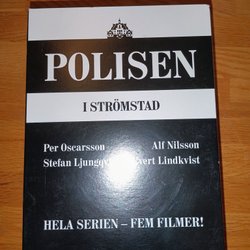 POLISEN
I STRÖMSTAD
Per Oscarsson Alf Nilsson
Stefan Lindkvist
HELA SERIEN – FEM FILMER!